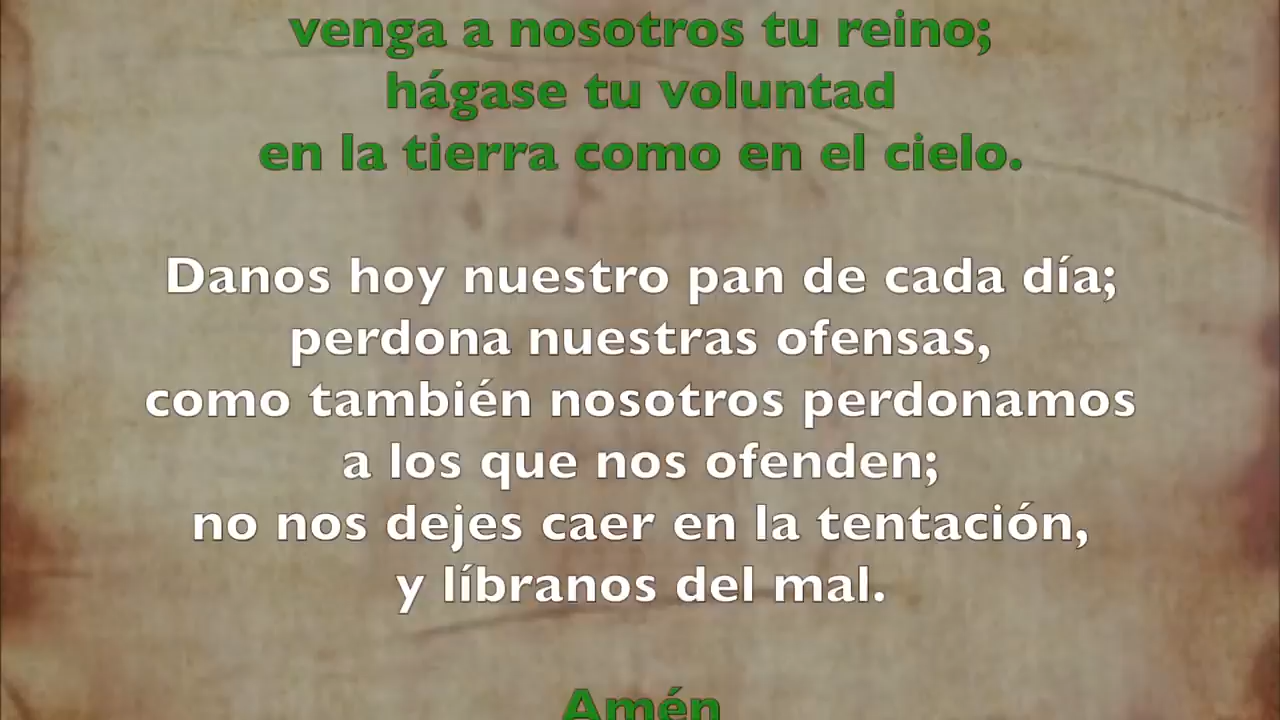 venga a nosotros tu reino;
hágase tu voluntad
en la tierra como en el cielo.
Danos hoy nuestro pan de cada día;
perdona nuestras ofensas,
como también nosotros perdonamos
a los que nos ofenden;
no nos dejes caer en la tentación,
y líbranos del mal.
Amén